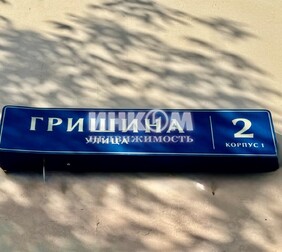 ИНКОМ
НЕДВИЖИМОСТЬ
ГРИШИНА
УЛИЦА
2
КОРПУС 1